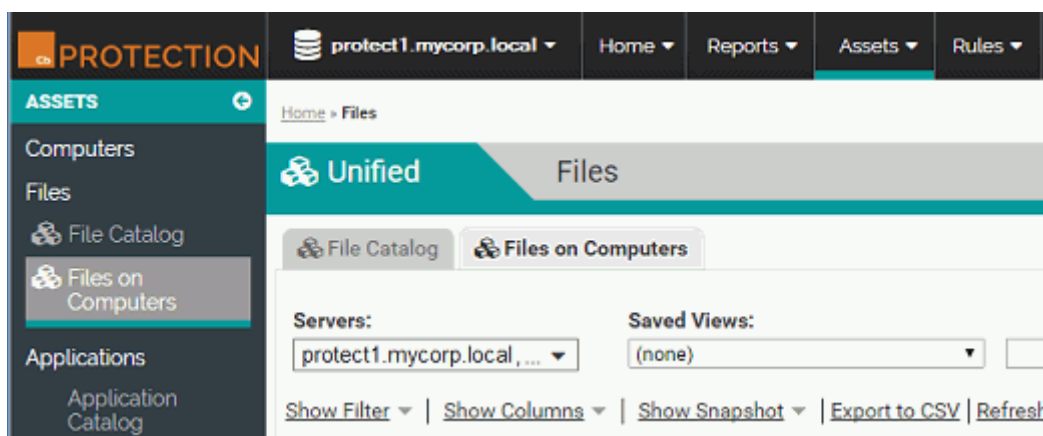 Cb PROTECTION
protect1.mycorp.local
Home
Reports
Assets
Rules
ASSETS
Computers
Files
File Catalog
Files on
Computers
Applications
Application
Catalog
Home » Files
Unified
Files
File Catalog
Files on Computers
Servers:
Saved Views:
protect1.mycorp.local, ...
(none)
Show Filter | Show Columns | Show Snapshot | Export to CSV | Refresh